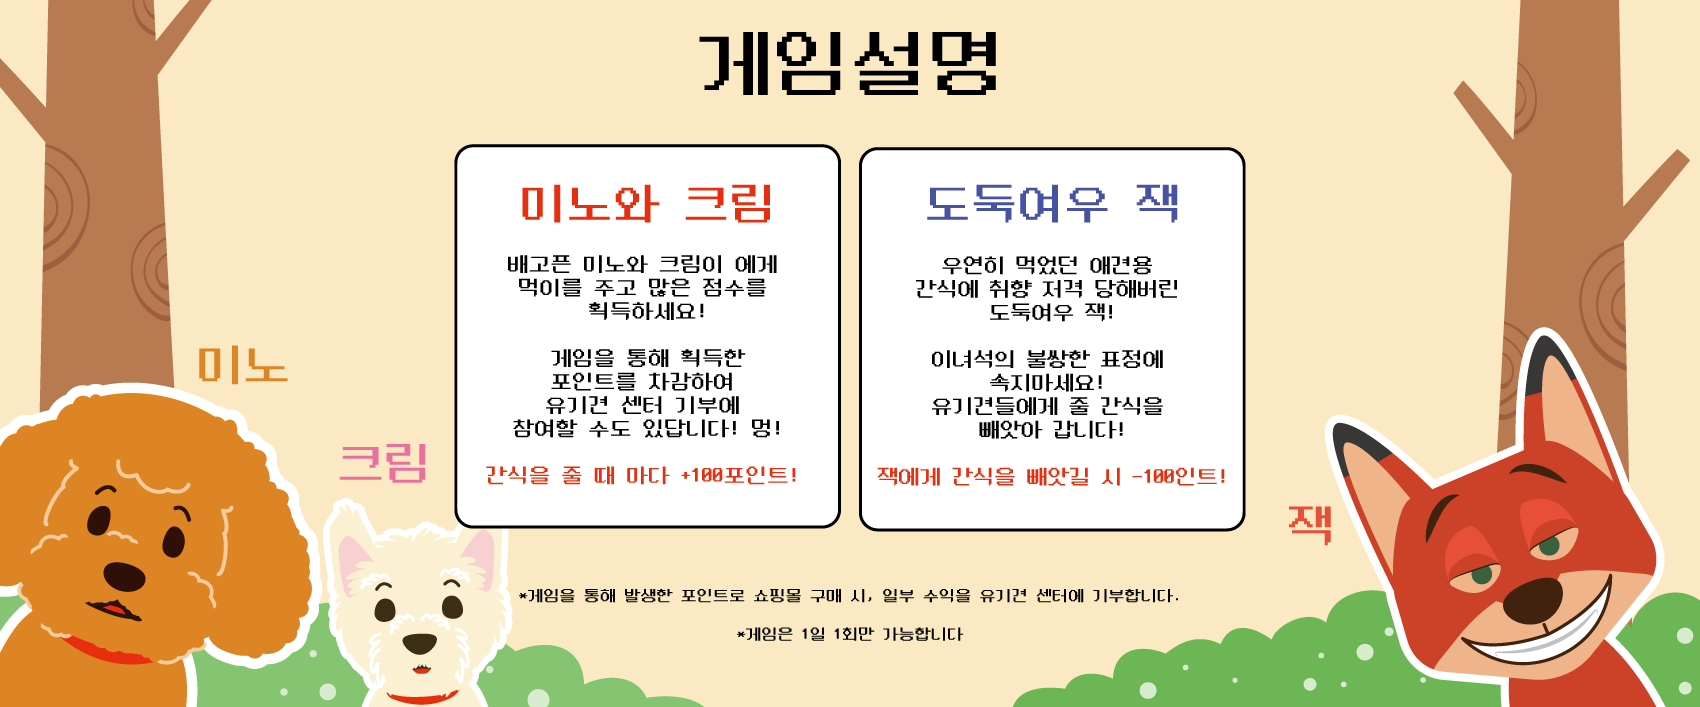 게임설명
미노와 크림
배고픈 미노와 크림이 에게
먹이를 주고 많은 점수를
획득하세요!
게임을 통해 획득한
포인트를 차감하여
유기견 센터 기부에
참여할 수도 있답니다! 멍!
간식을 줄 때 마다 +100포인트!
도둑여우 잭
우연히 먹었던 애견용
간식에 취향 저격 당해버린
도둑여우 잭!
이녀석의 불쌍한 표정에
속지마세요!
유기견들에게 줄 간식을
빼앗아 갑니다!
잭에게 간식을 빼앗길 시 -100인트!
미노
크림
잭
*게임을 통해 발생한 포인트로 쇼핑몰 구매 시, 일부 수익을 유기견 센터에 기부합니다.
*게임은 1일 1회만 가능합니다